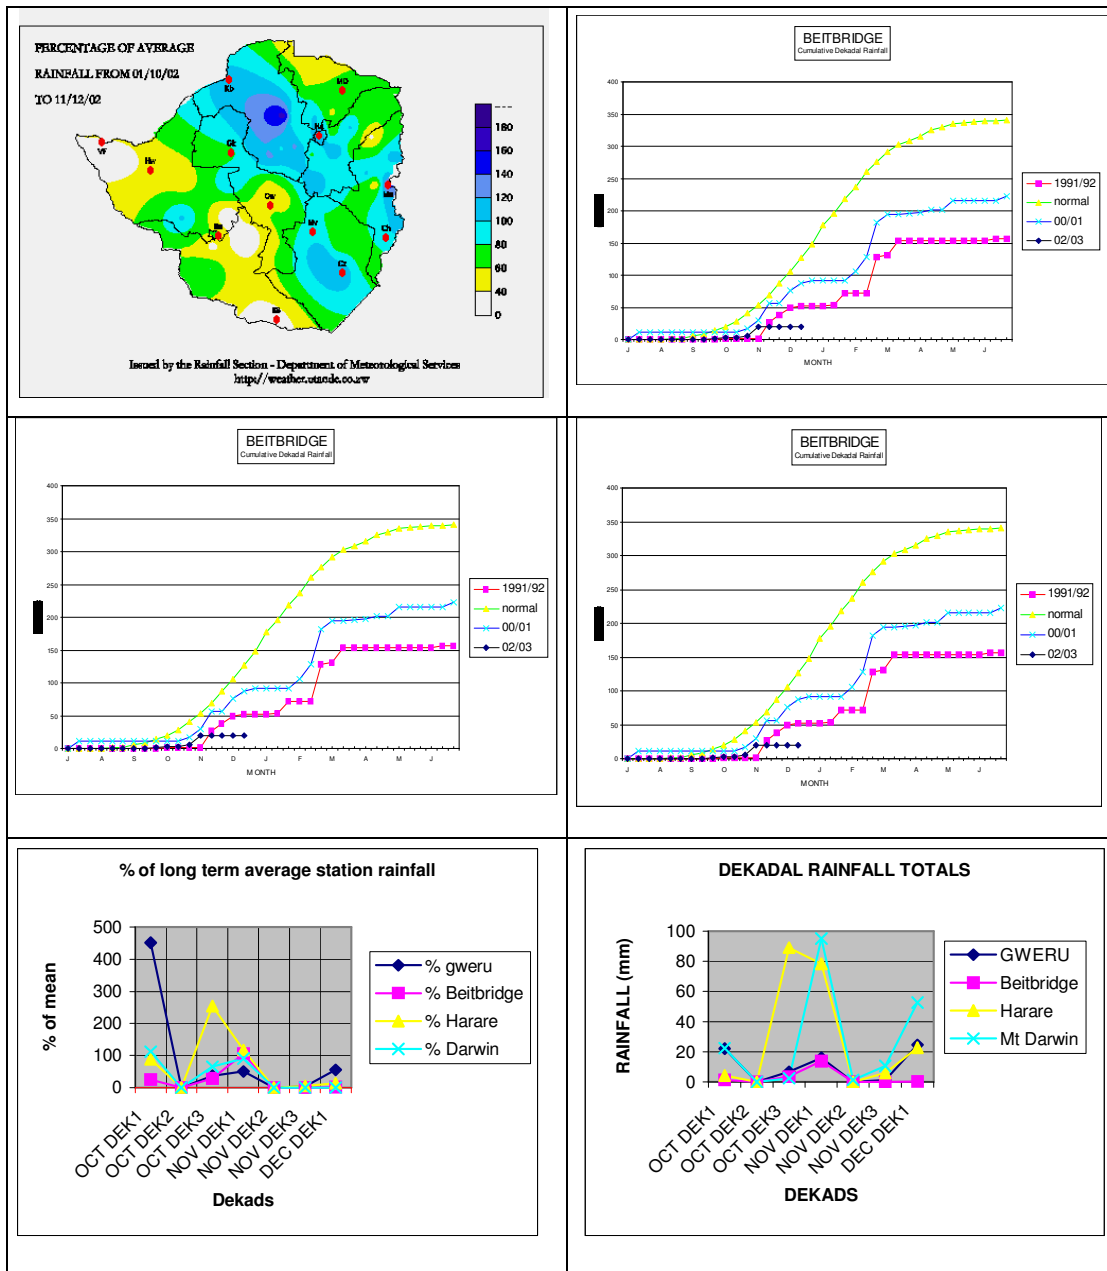 PERCENTAGE OF AVERAGE
RAINFALL FROM 01/10/02
TO 11/12/02
Kb
MD
VF
Hw
Gk
Gw
Mv
Cz
180
160
140
120
100
80
60
40
0
Issued by the Rainfall Section - Department of Meteorological Services
BEITBRIDGE
Cumulative Dekadal Rainfall
400
350
300
250
200
150
100
50
0
J A S O N D J F M A M J
MONTH
1991/92
normal
00/01
02/03
BEITBRIDGE
Cumulative Dekadal Rainfall
400
350
300
250
200
150
100
50
0
J A S O N D J F M A M J
MONTH
1991/92
normal
00/01
02/03
BEITBRIDGE
Cumulative Dekadal Rainfall
400
350
300
250
200
150
100
50
0
J A S O N D J F M A M J
MONTH
1991/92
normal
00/01
02/03
% of long term average station rainfall
% of mean
500
400
300
200
100
0
OCT DEK1
OCT DEK2
OCT DEK3
NOV DEK1
NOV DEK2
NOV DEK3
DEC DEK1
Dekads
% gweru
% Beitbridge
% Harare
% Darwin
DEKADAL RAINFALL TOTALS
RAINFALL (mm)
100
80
60
40
20
0
OCT DEK1
OCT DEK2
OCT DEK3
NOV DEK1
NOV DEK2
NOV DEK3
DEC DEK1
DEKADS
GWERU
Beitbridge
Harare
Mt Darwin